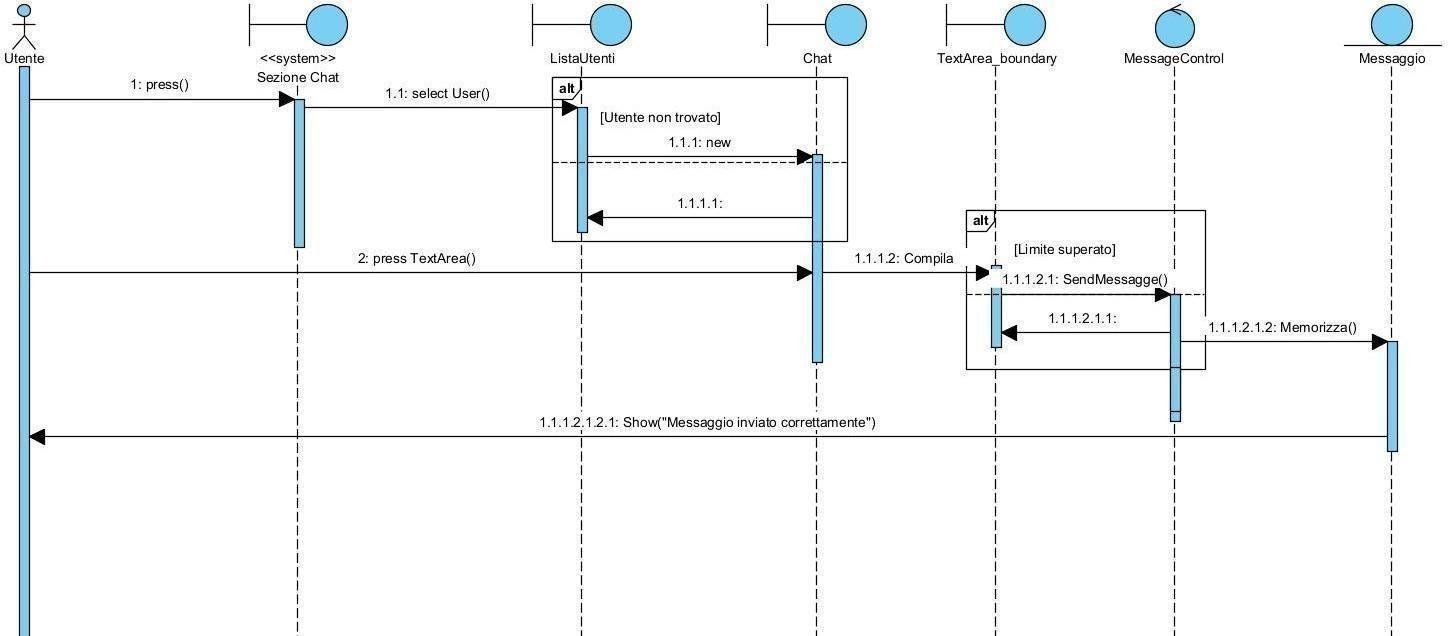 Utente
<<system>>
Sezione Chat
ListaUtenti
Chat
TextArea_boundary
MessageControl
Messaggio
1: press()
1.1: select User()
alt
[Utente non trovato]
1.1.1: new
1.1.1.1:
alt
[Limite superato]
2: press TextArea()
1.1.1.2: Compila
1.1.1.2.1: SendMessagge()
1.1.1.2.1.1:
1.1.1.2.1.2: Memorizza()
1.1.1.2.1.2.1: Show("Messaggio inviato correttamente")